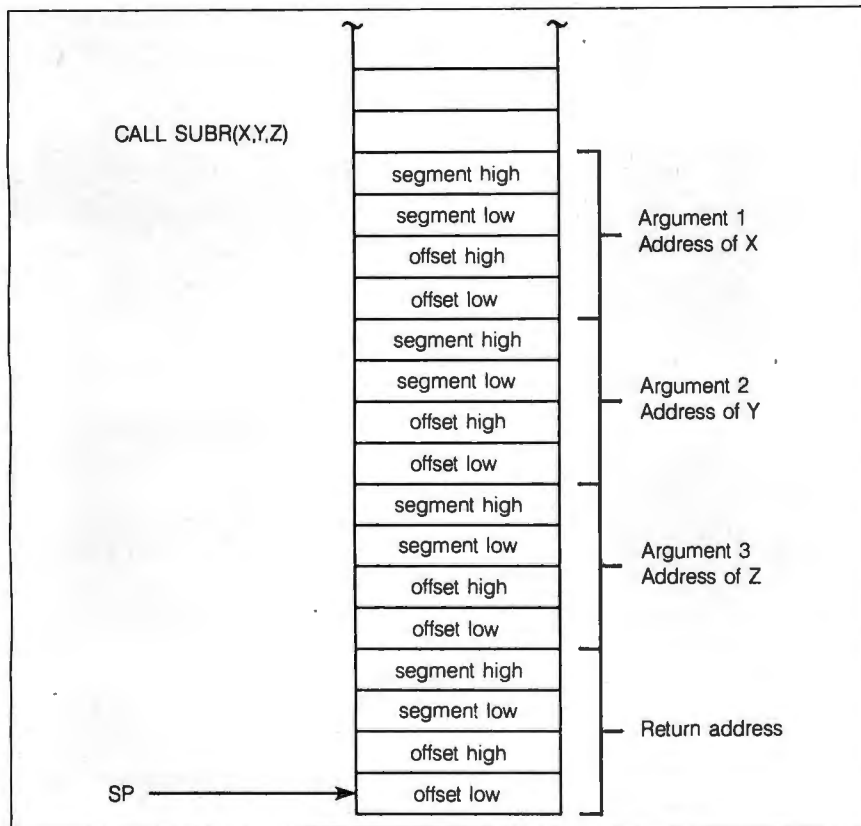 CALL SUBR(X,Y,Z)
segment high
segment low
offset high
offset low
Argument 1
Address of X
segment high
segment low
offset high
offset low
Argument 2
Address of Y
segment high
segment low
offset high
offset low
Argument 3
Address of Z
segment high
segment low
offset high
offset low
Return address
SP